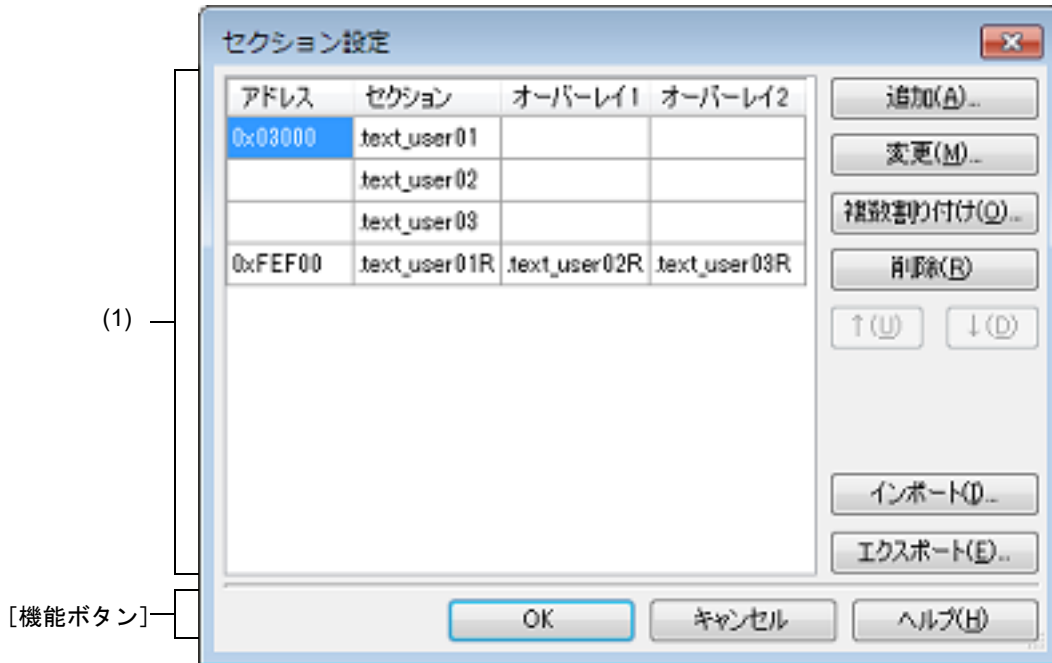 セクション設定
アドレス セクション オーバーレイ1 オーバーレイ2
0x03000 .text_user01
.text_user02
.text_user03
0xFEF00 .text_user01R .text_user02R .text_user03R
追加(A)...
変更(M)...
複数割り付け(O)...
削除(R)
↑(U) ↓(D)
インポート(I)...
エクスポート(E)...
(1)
[機能ボタン]
OK キャンセル ヘルプ(H)